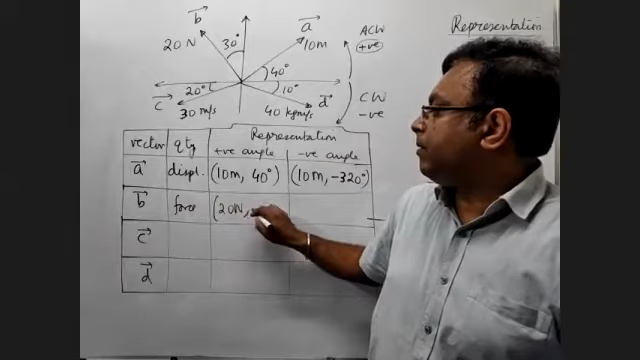 Representation
b
20 N
30°
a
10m
ACW
+ve
40°
20°
10°
c
30 m/s
40 kgm/s
d
CW
-ve
vector
qty
Representation
+ve angle
-ve angle
a
displ.
(10m, 40°)
(10m, -320°)
b
force
(20N,
c
d